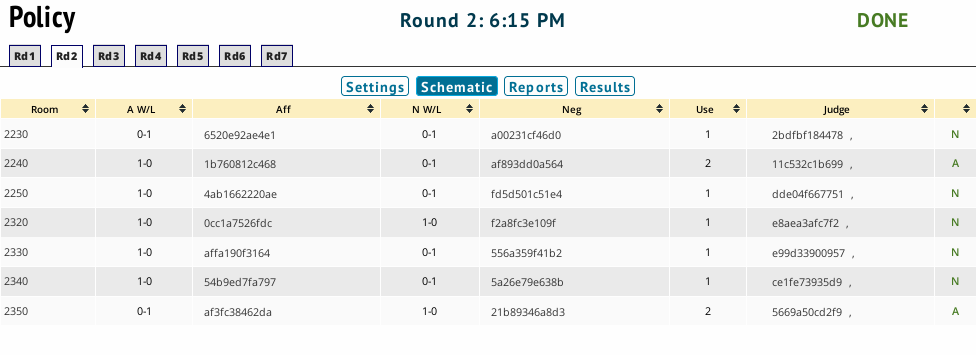 Policy Round 2: 6:15 PM DONE
Rd1 Rd2 Rd3 Rd4 Rd5 Rd6 Rd7
Settings Schematic Reports Results
Room A W/L Aff N W/L Neg Use Judge
2230 0-1 6520e92ae4e1 0-1 a00231cf46d0 1 2bdfbf184478 , N
2240 1-0 1b760812c468 0-1 af893dd0a564 2 11c532c1b699 , A
2250 1-0 4ab1662220ae 0-1 fd5d501c51e4 1 dde04f667751 , N
2320 1-0 0cc1a7526fdc 1-0 f2a8fc3e109f 1 e8aea3afc7f2 , N
2330 1-0 affa190f3164 0-1 556a359f41b2 1 e99d33900957 , N
2340 1-0 54b9ed7fa797 0-1 5a26e79e638b 1 ce1fe73935d9 , N
2350 0-1 af3fc38462da 1-0 21b89346a8d3 2 5669a50cd2f9 , A